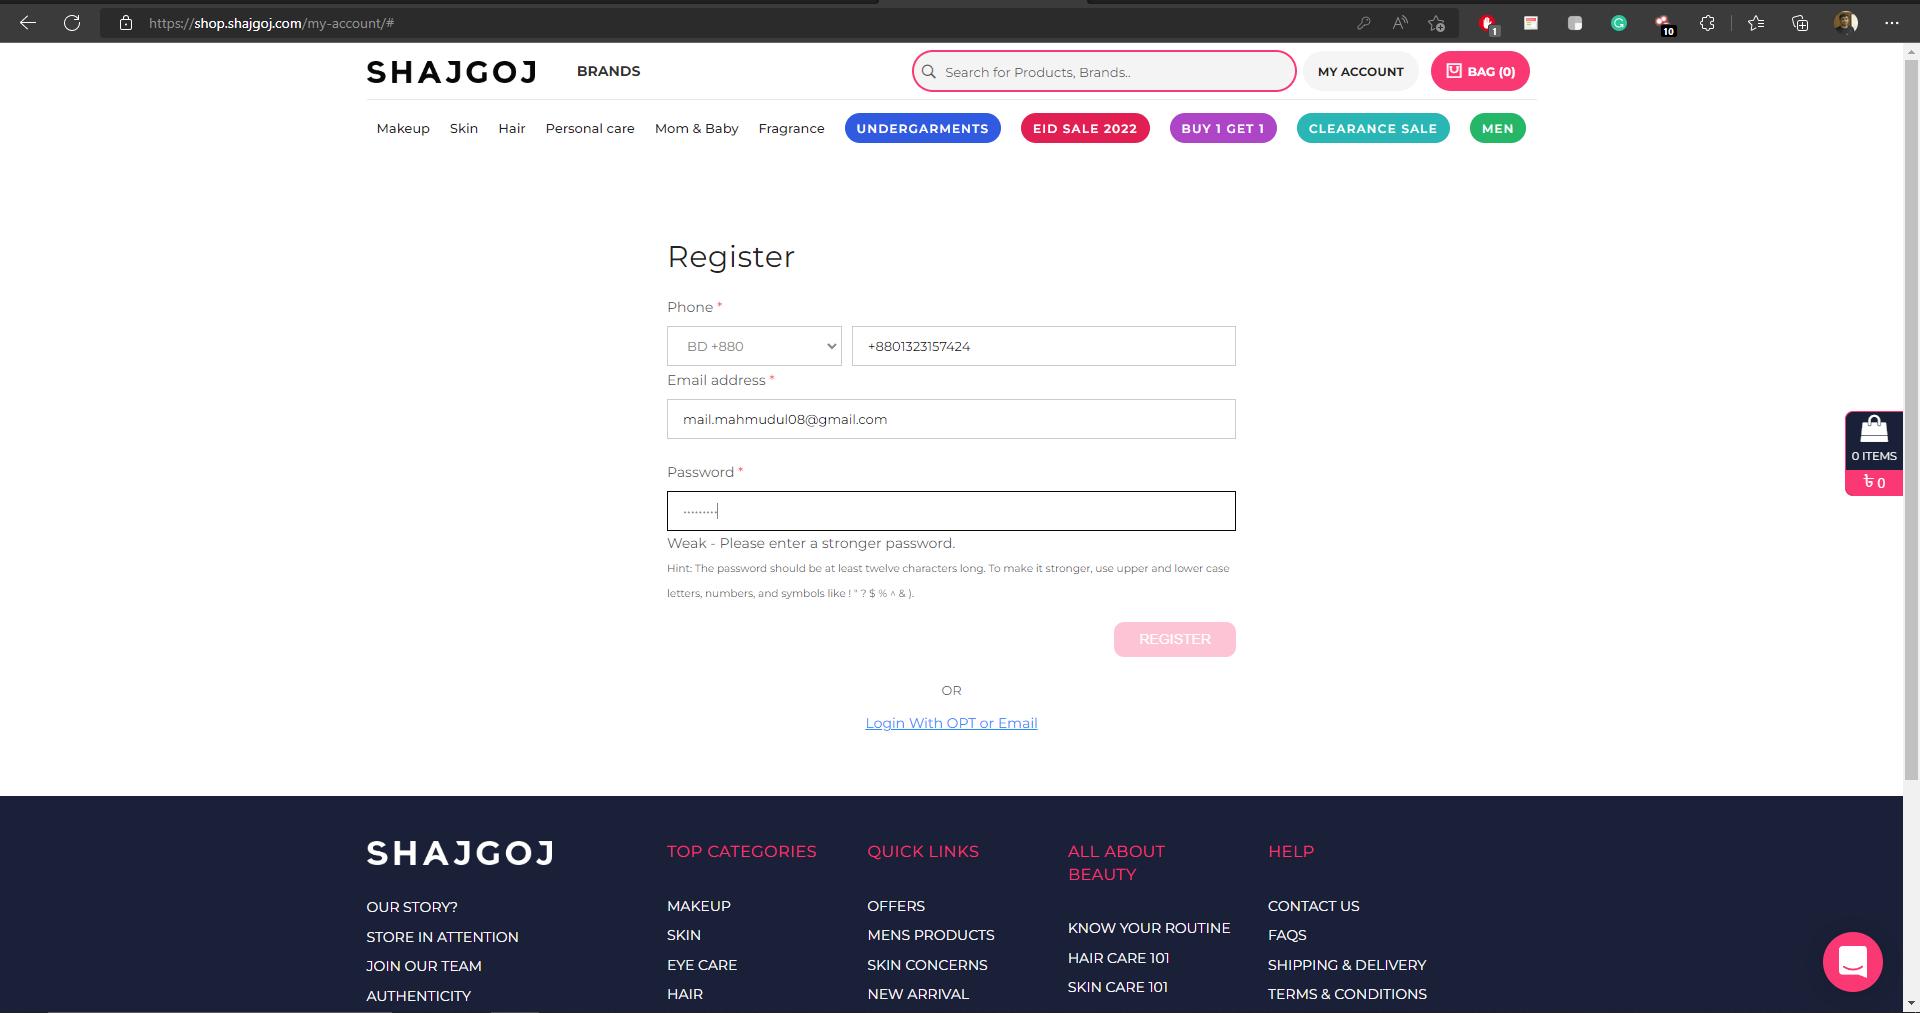 https://shop.shajgoj.com/my-account/#
1
10
SHAJGOJ
BRANDS
Search for Products, Brands..
MY ACCOUNT
BAG (0)
Makeup
Skin
Hair
Personal care
Mom & Baby
Fragrance
UNDERGARMENTS
EID SALE 2022
BUY 1 GET 1
CLEARANCE SALE
MEN
Register
Phone *
BD +880
+8801323157424
Email address *
mail.mahmudul08@gmail.com
Password *
Weak - Please enter a stronger password.
Hint: The password should be at least twelve characters long. To make it stronger, use upper and lower case
letters, numbers, and symbols like ! " ? $ % ^ & ).
REGISTER
OR
Login With OPT or Email
0 ITEMS
৳ 0
SHAJGOJ
OUR STORY?
STORE IN ATTENTION
JOIN OUR TEAM
AUTHENTICITY
TOP CATEGORIES
MAKEUP
SKIN
EYE CARE
HAIR
QUICK LINKS
OFFERS
MENS PRODUCTS
SKIN CONCERNS
NEW ARRIVAL
ALL ABOUT
BEAUTY
KNOW YOUR ROUTINE
HAIR CARE 101
SKIN CARE 101
HELP
CONTACT US
FAQS
SHIPPING & DELIVERY
TERMS & CONDITIONS